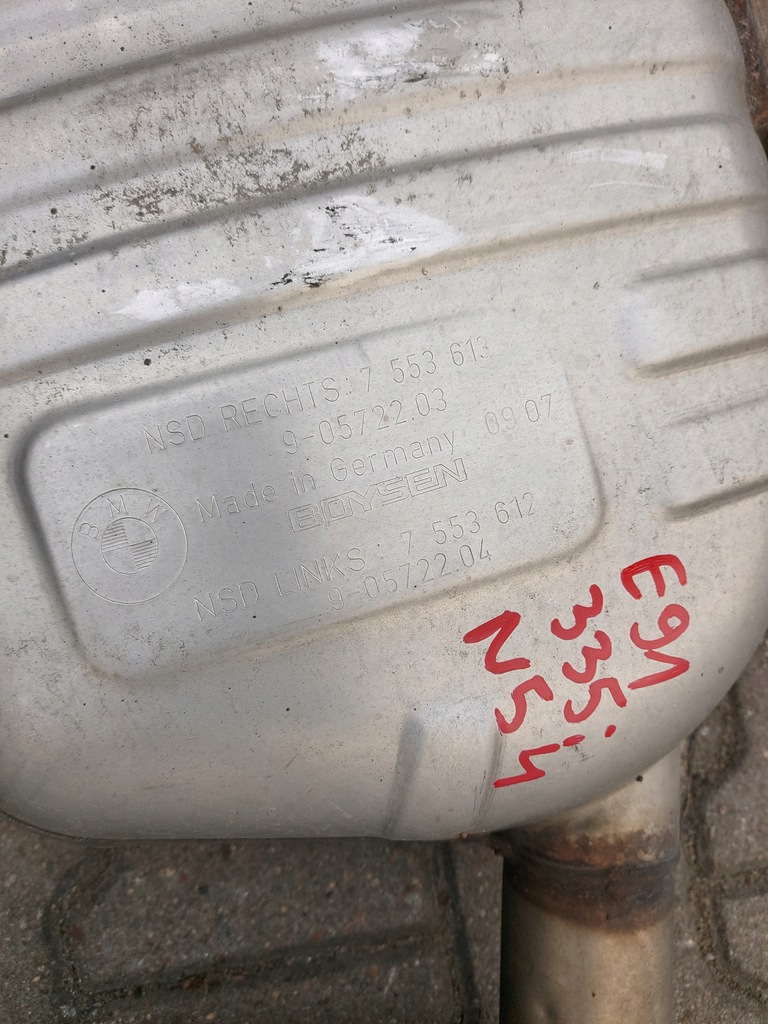 NSD RECHTS: 7 553 613
9-05722.03
Made in Germany 09 07
BOYSEN
BMW
NSD LINKS: 7 553 612
9-05722.04
E91
335i
N54